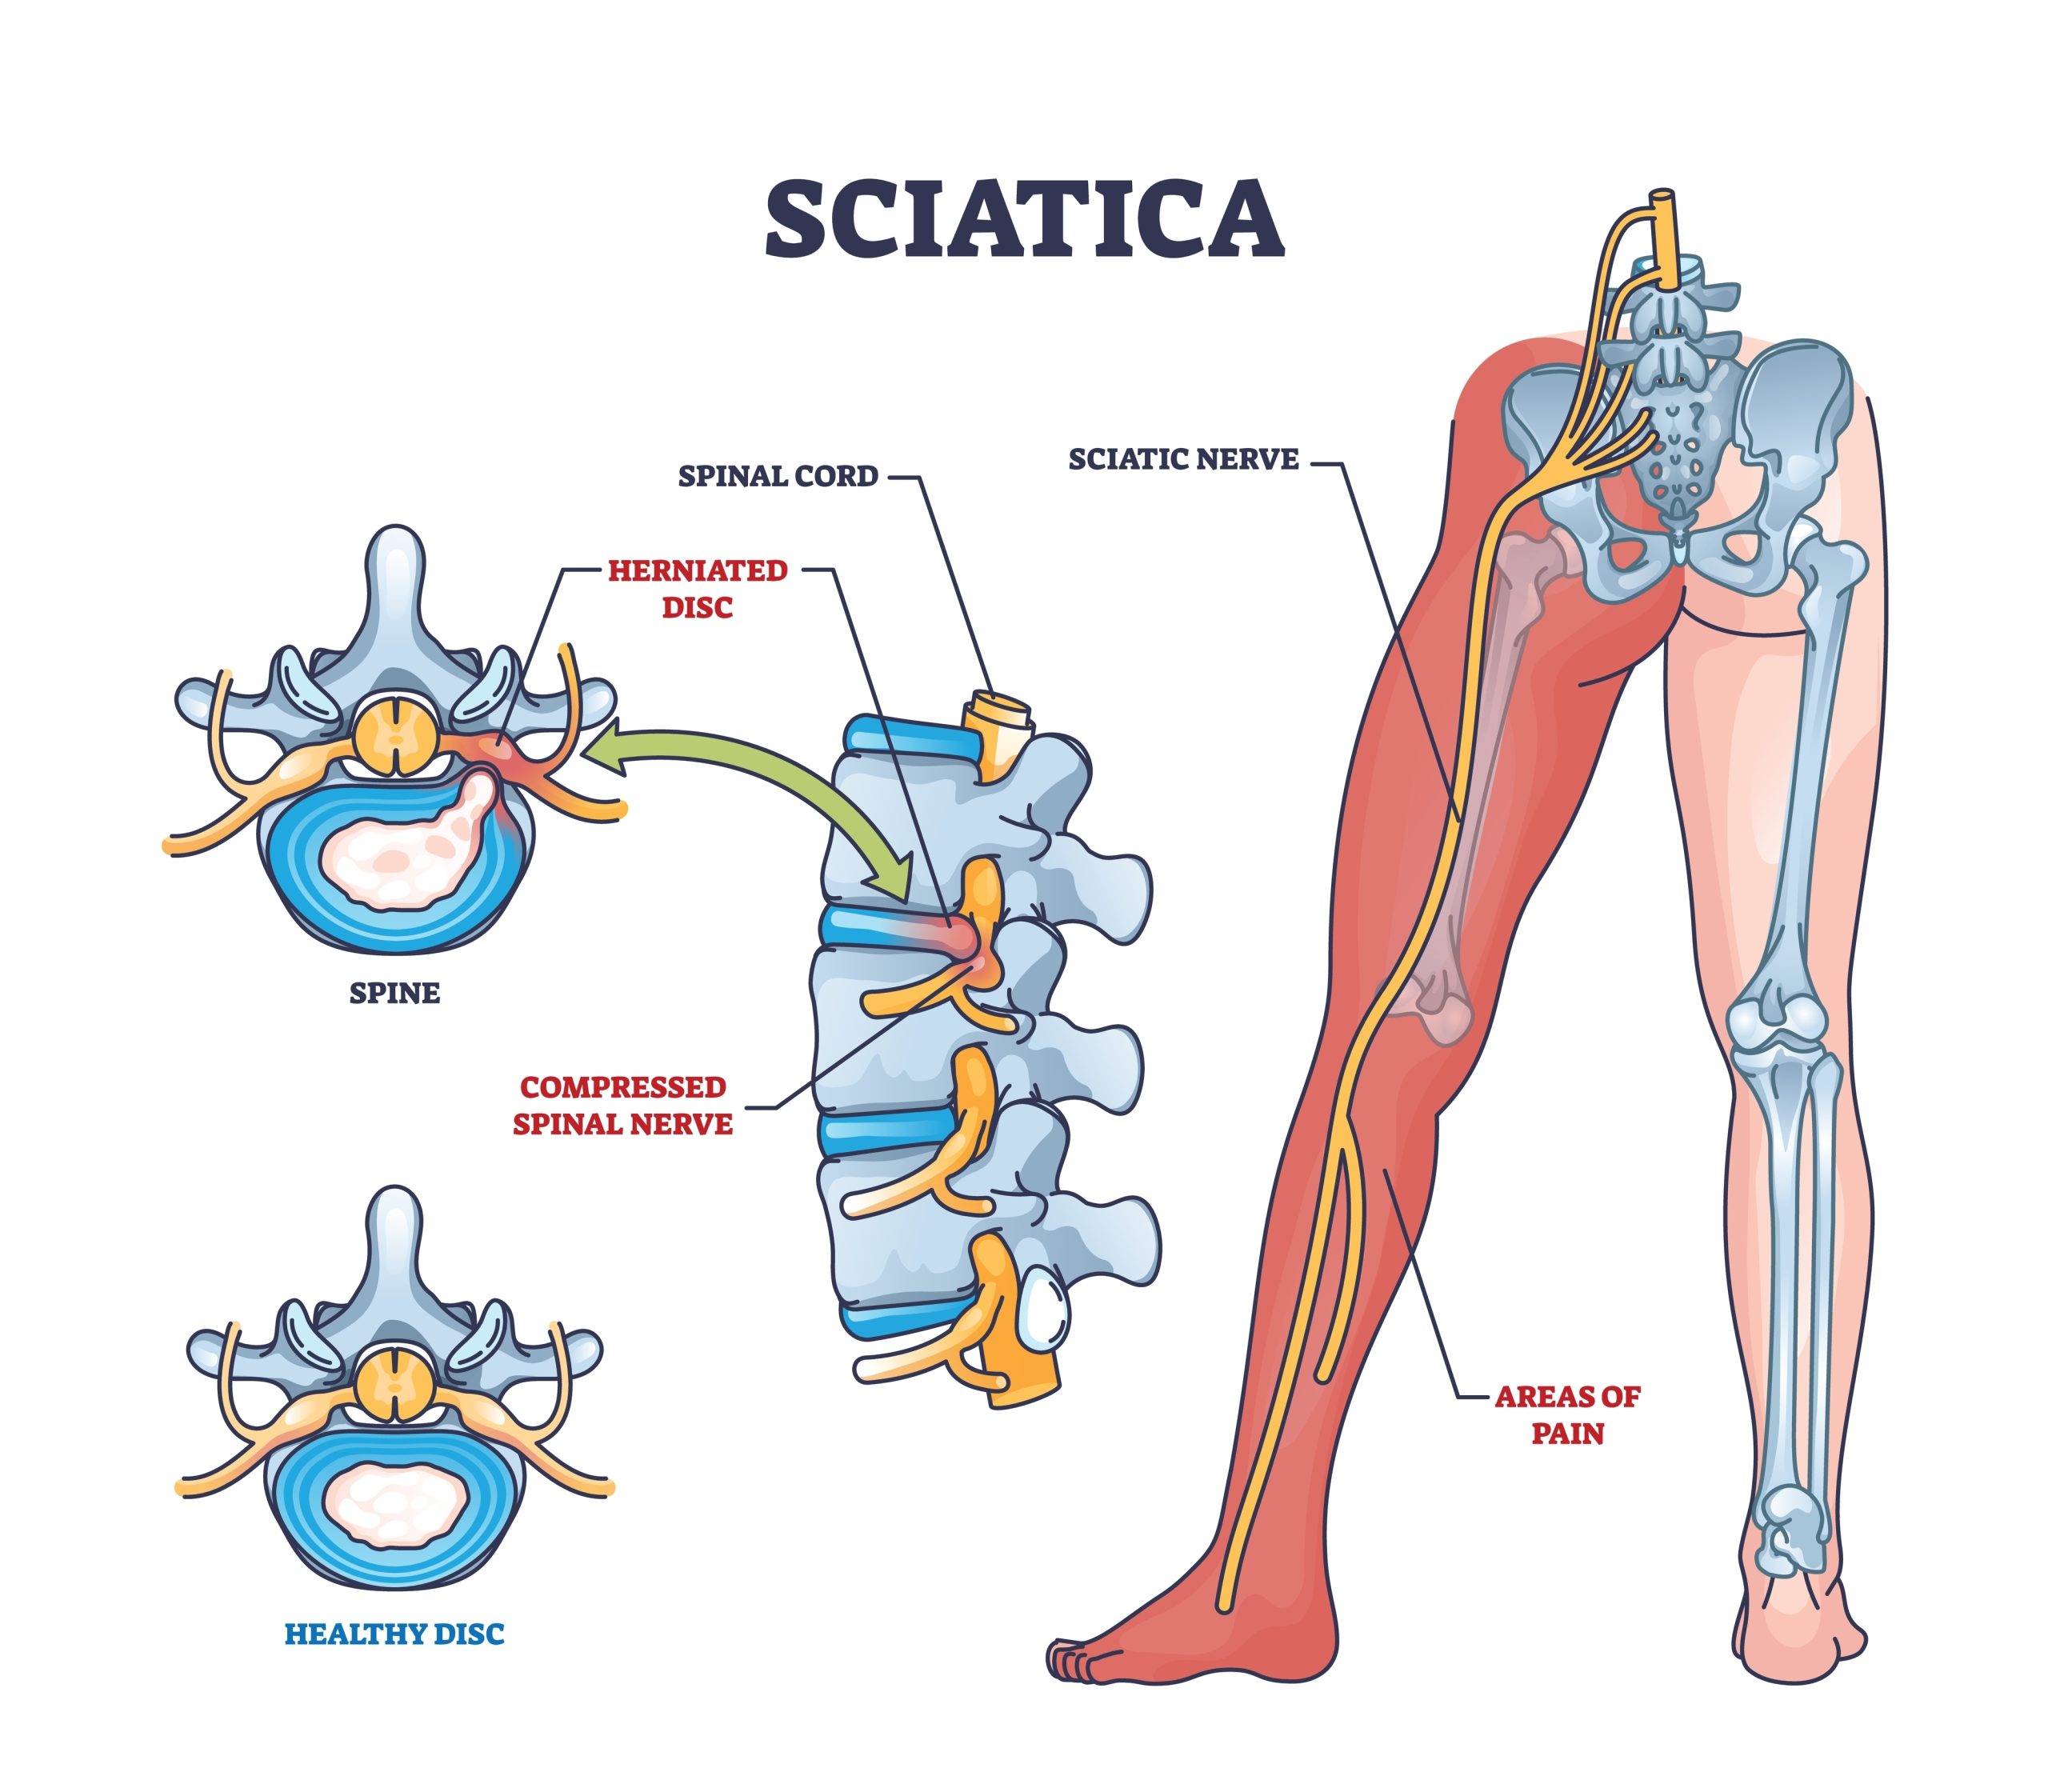 SCIATICA
SCIATIC NERVE
SPINAL CORD
HERNIATED
DISC
SPINE
COMPRESSED
SPINAL NERVE
AREAS OF
PAIN
HEALTHY DISC